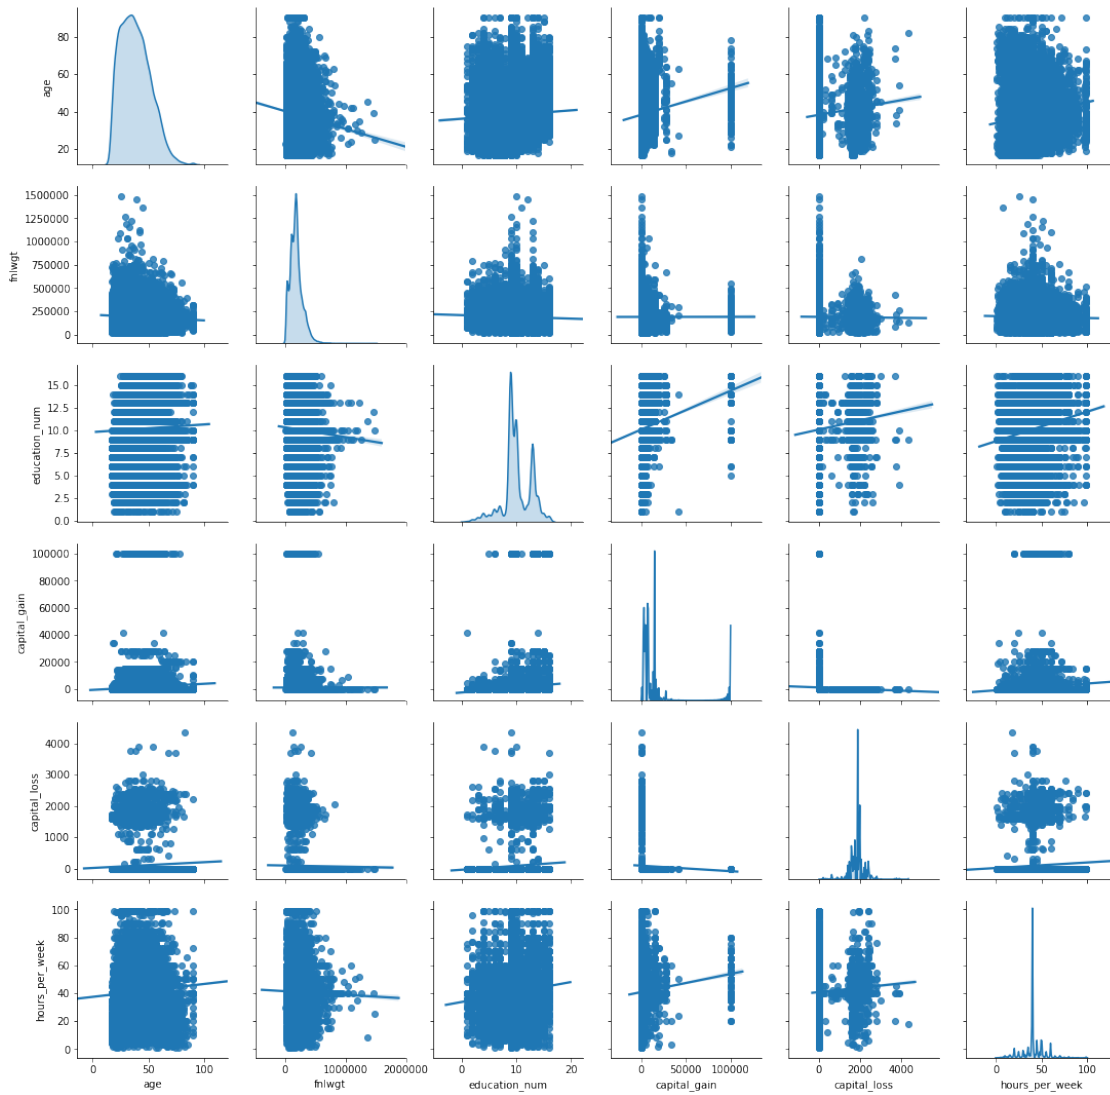 80
60
40
20
age
1500000
1250000
1000000
750000
500000
250000
0
fnlwgt
15.0
12.5
10.0
7.5
5.0
2.5
0.0
education_num
0
10
20
100000
80000
60000
40000
20000
0
capital_gain
4000
3000
2000
1000
0
capital_loss
100
80
60
40
20
0
hours_per_week
0 50 100
0 1000000 2000000
0 10 20
0 50000 100000
0 2000 4000
0 50 100
age fnlwgt education_num capital_gain capital_loss hours_per_week